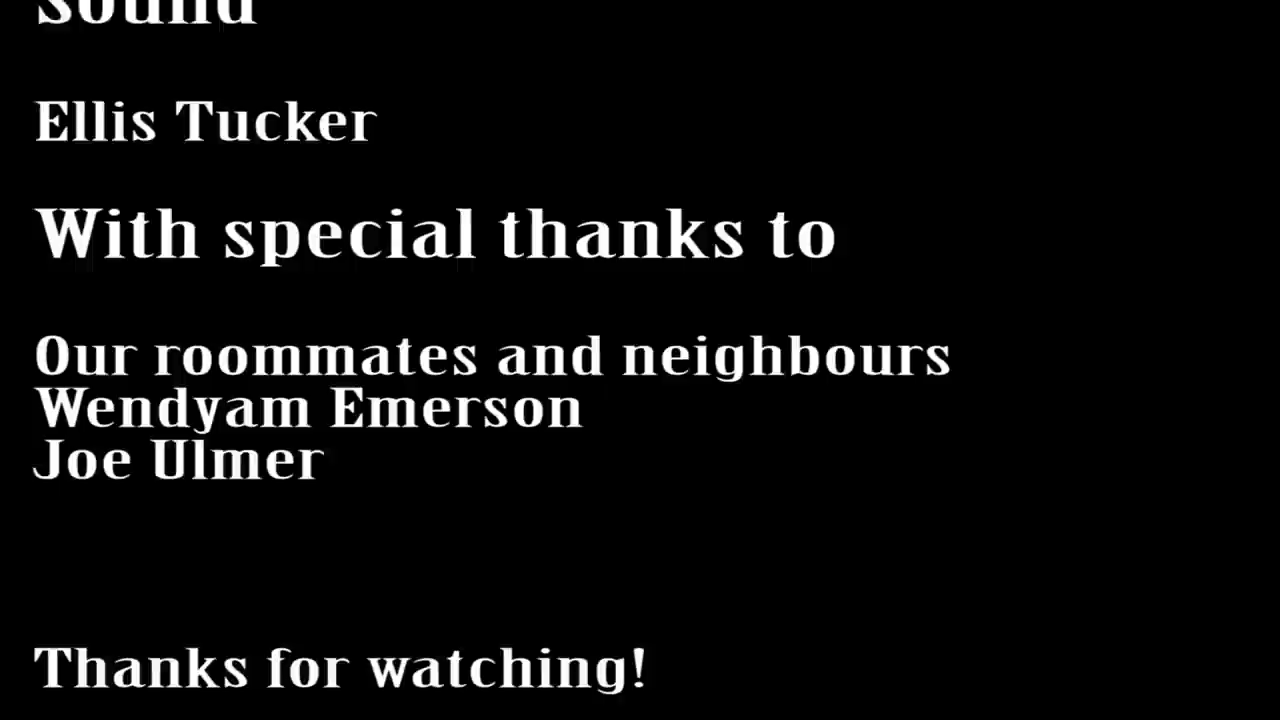 Sound
Ellis Tucker
With special thanks to
Our roommates and neighbours
Wendyam Emerson
Joe Ulmer
Thanks for watching!